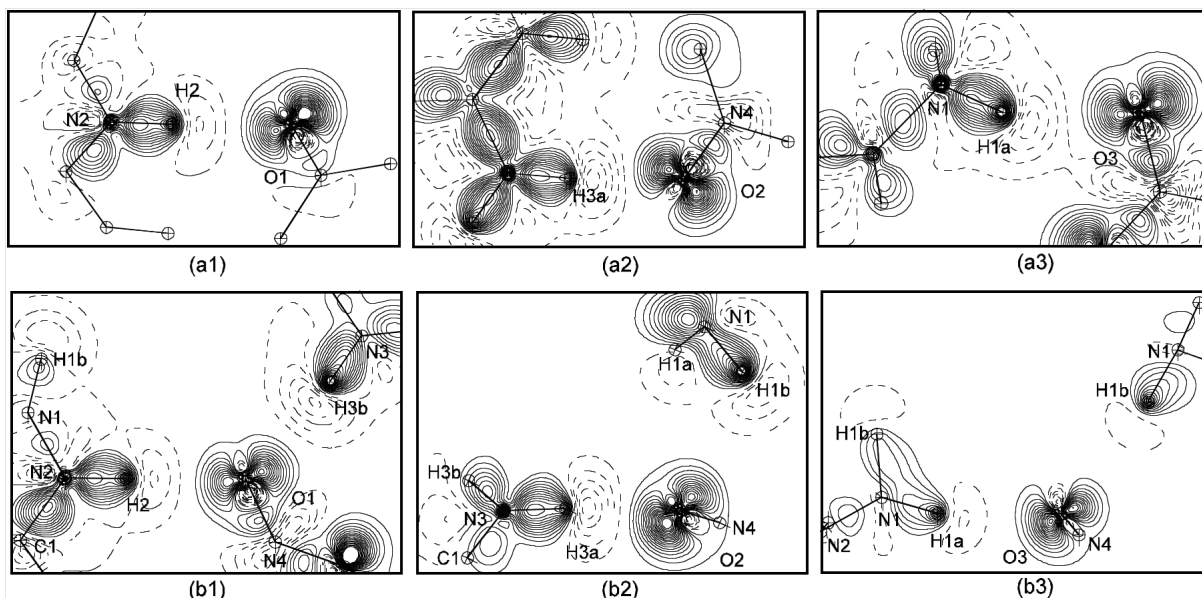 H2
N2
O1
(a1)
N4
H3a
O2
(a2)
N1
H1a
O3
(a3)
H1b
N3
N1
H3b
N2
H2
O1
C1
N4
(b1)
N1
H1a
H1b
H3b
N3
N4
H3a
C1
O2
(b2)
N1
H1b
H1b
N1
N2
H1a
O3
N4
(b3)